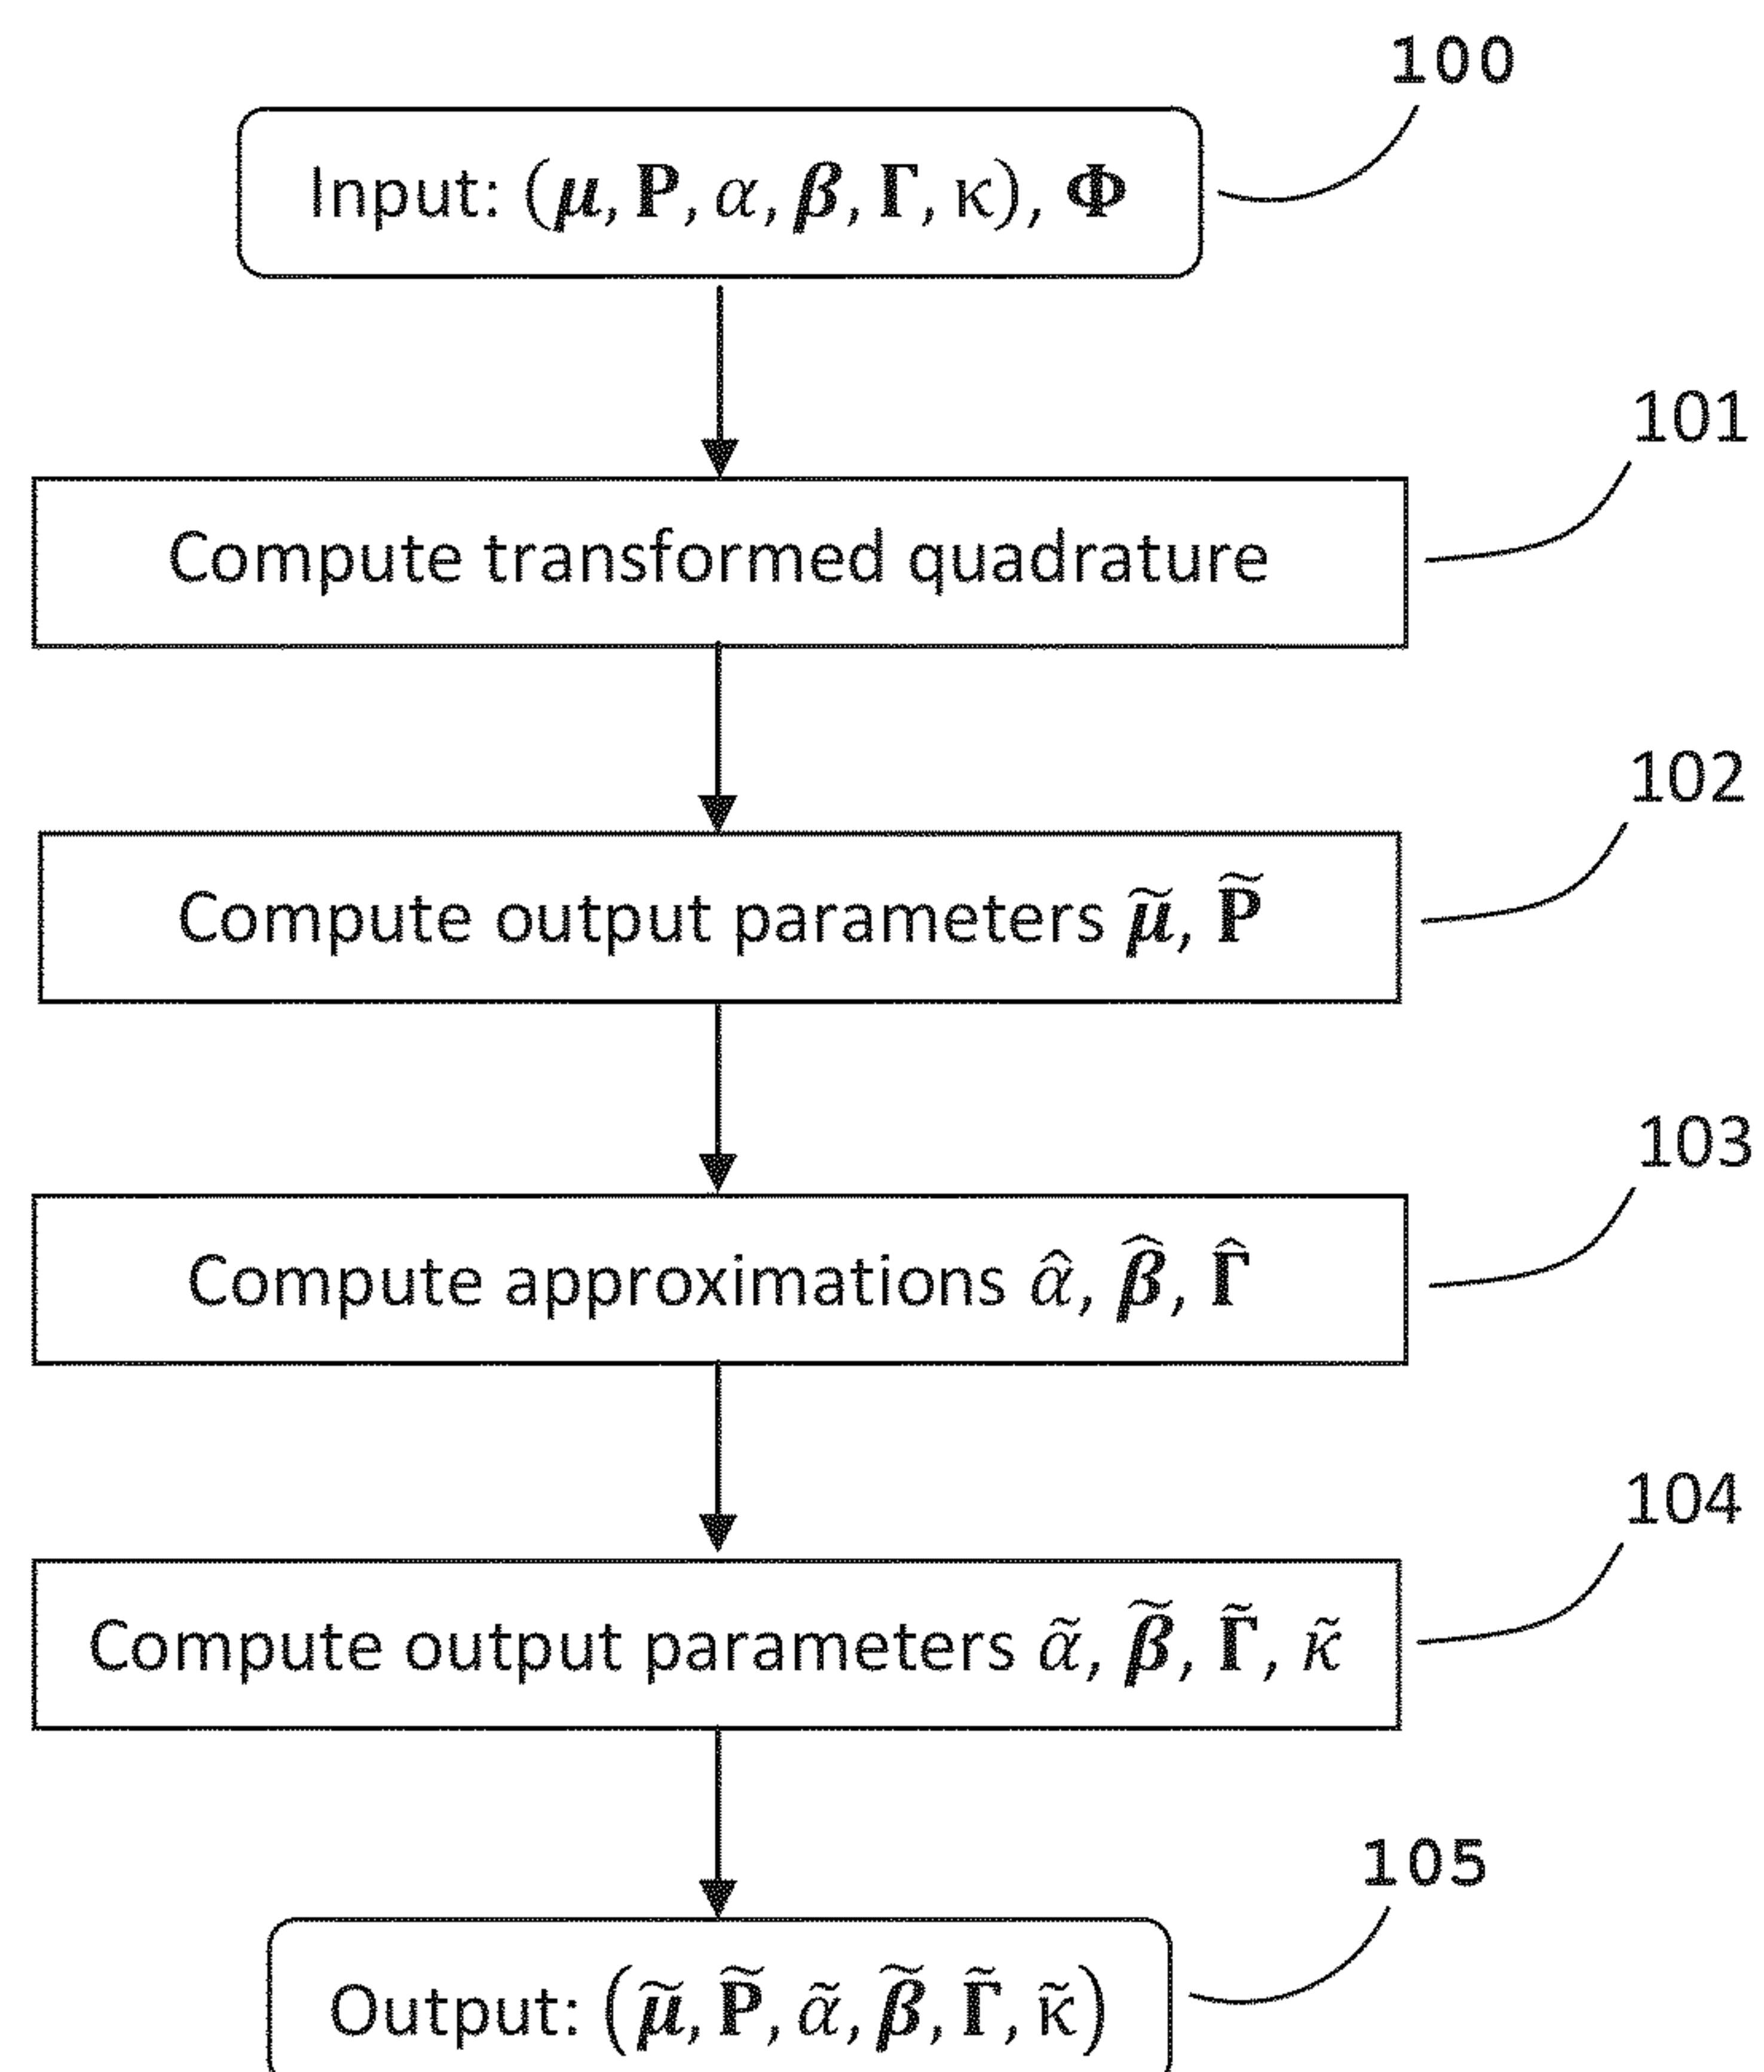 100
Input: (μ, P, α, β, Γ, κ), Φ
101
Compute transformed quadrature
102
Compute output parameters μ̃, P̃
103
Compute approximations α̂, β̂, Γ̂
104
Compute output parameters α̃, β̃, Γ̃, κ̃
105
Output: (μ̃, P̃, α̃, β̃, Γ̃, κ̃)